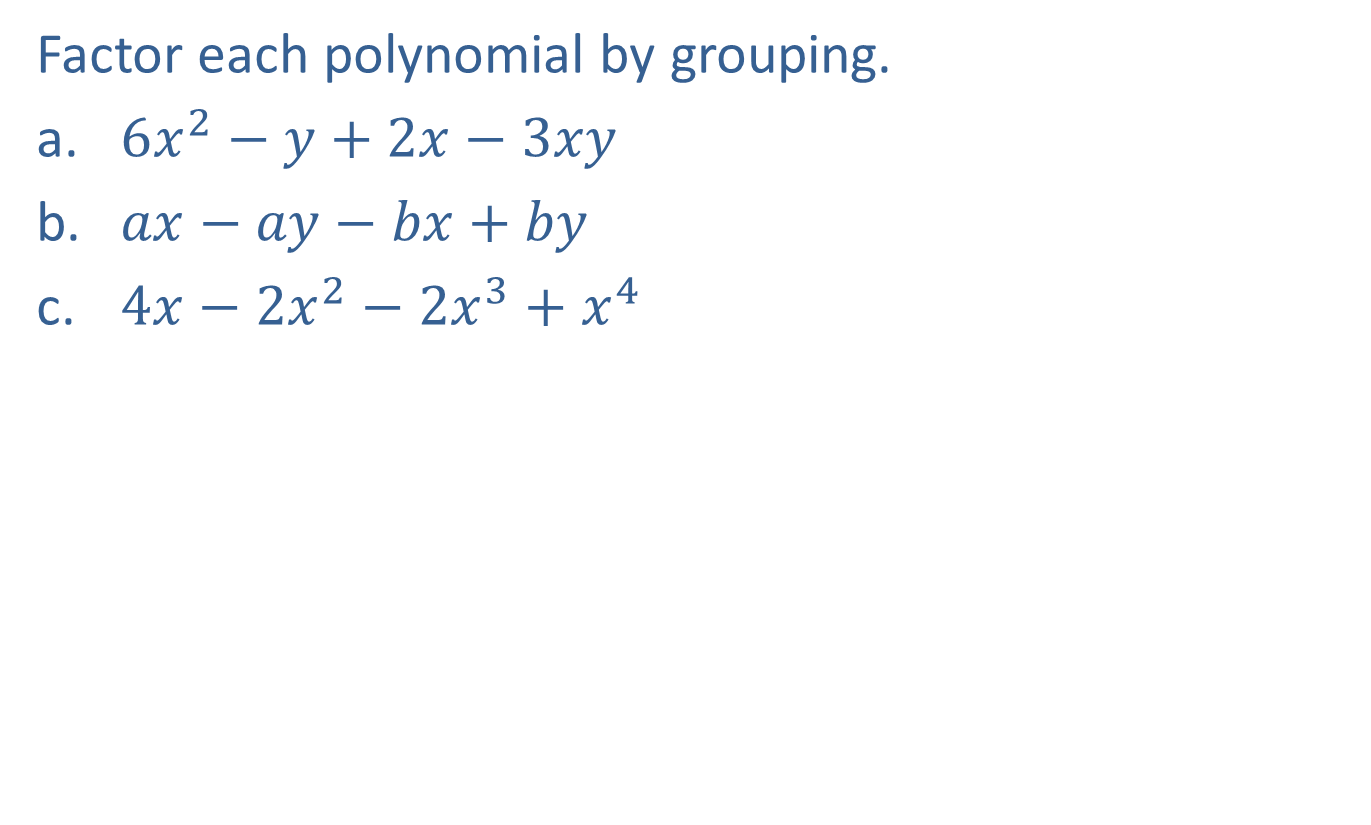 Factor each polynomial by grouping.
a. 6x² − y + 2x − 3xy
b. ax − ay − bx + by
c. 4x − 2x² − 2x³ + x⁴